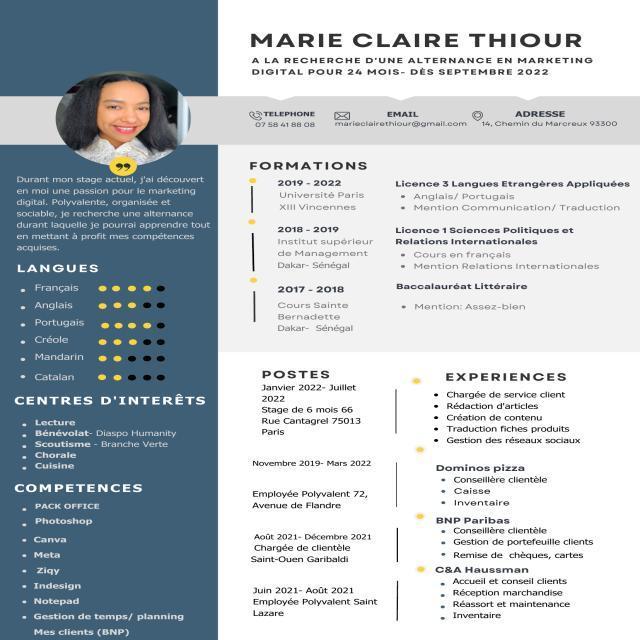 MARIE CLAIRE THIOUR
A LA RECHERCHE D'UNE ALTERNANCE EN MARKETING
DIGITAL POUR 24 MOIS- DÈS SEPTEMBRE 2022
TELEPHONE
07 58 41 88 08
EMAIL
marieclairethiour@gmail.com
ADRESSE
14, Chemin du Marcreux 93300
Durant mon stage actuel, j'ai découvert
en moi une passion pour le marketing
digital. Polyvalente, organisée et
sociable, je recherche une alternance
durant laquelle je pourrai apprendre tout
en mettant à profit mes compétences
acquises.
LANGUES
Français
Anglais
Portugais
Créole
Mandarin
Catalan
CENTRES D'INTERÊTS
Lecture
Bénévolat- Diaspo Humanity
Scoutisme - Branche Verte
Chorale
Cuisine
COMPETENCES
PACK OFFICE
Photoshop
Canva
Meta
Ziqy
Indesign
Notepad
Gestion de temps/ planning
Mes clients (BNP)
FORMATIONS
2019 - 2022
Université Paris
XIII Vincennes
Licence 3 Langues Etrangères Appliquées
Anglais/ Portugais
Mention Communication/ Traduction
2018 - 2019
Institut supérieur
de Management
Dakar- Sénégal
Licence 1 Sciences Politiques et
Relations Internationales
Cours en français
Mention Relations Internationales
2017 - 2018
Cours Sainte
Bernadette
Dakar- Sénégal
Baccalauréat Littéraire
Mention: Assez-bien
POSTES
EXPERIENCES
Janvier 2022- Juillet
2022
Stage de 6 mois 66
Rue Cantagrel 75013
Paris
Chargée de service client
Rédaction d'articles
Création de contenu
Traduction fiches produits
Gestion des réseaux sociaux
Novembre 2019- Mars 2022
Employée Polyvalent 72,
Avenue de Flandre
Dominos pizza
Conseillère clientèle
Caisse
Inventaire
Août 2021- Décembre 2021
Chargée de clientèle
Saint-Ouen Garibaldi
BNP Paribas
Conseillère clientèle
Gestion de portefeuille clients
Remise de chèques, cartes
Juin 2021- Août 2021
Employée Polyvalent Saint
Lazare
C&A Haussman
Accueil et conseil clients
Réception marchandise
Réassort et maintenance
Inventaire